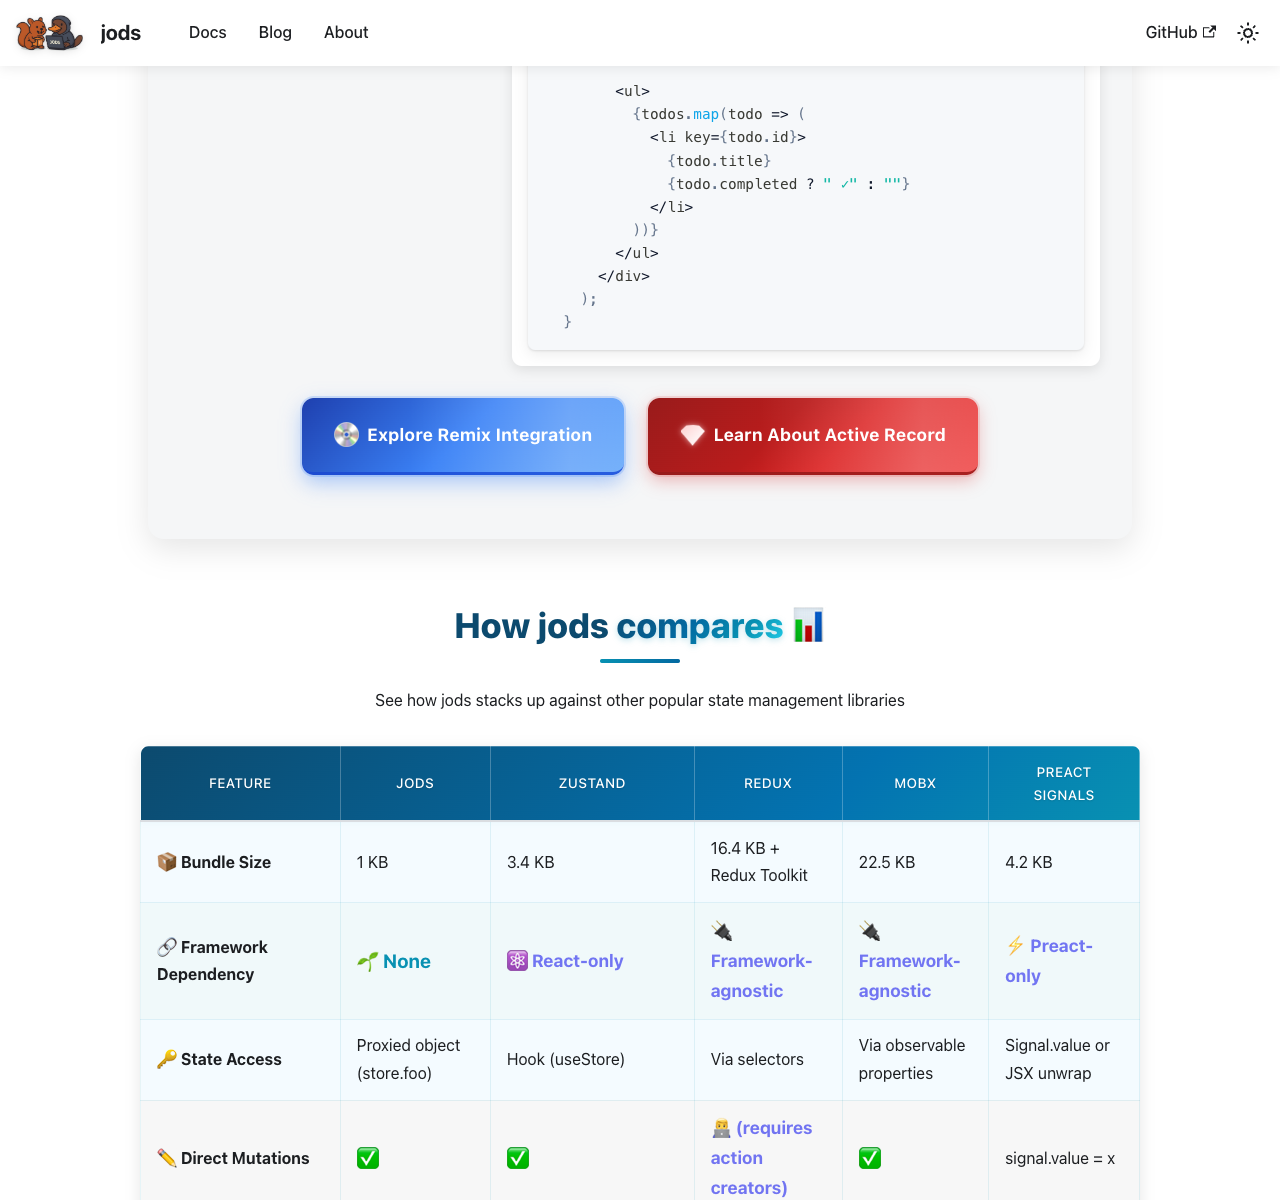 jods
Docs
Blog
About
GitHub
<ul>
{todos.map(todo => (
<li key={todo.id}>
{todo.title}
{todo.completed ? " ✓" : ""}
</li>
))}
</ul>
</div>
);
}
💿 Explore Remix Integration
💎 Learn About Active Record
How jods compares 📊
See how jods stacks up against other popular state management libraries
FEATURE
JODS
ZUSTAND
REDUX
MOBX
PREACT
SIGNALS
📦 Bundle Size
1 KB
3.4 KB
16.4 KB +
Redux Toolkit
22.5 KB
4.2 KB
🔗 Framework
Dependency
🌱 None
⚛️ React-only
🔌
Framework-
agnostic
🔌
Framework-
agnostic
⚡ Preact-
only
🔑 State Access
Proxied object
(store.foo)
Hook (useStore)
Via selectors
Via observable
properties
Signal.value or
JSX unwrap
✏️ Direct Mutations
✅
✅
👨‍💻 (requires
action
creators)
✅
signal.value = x